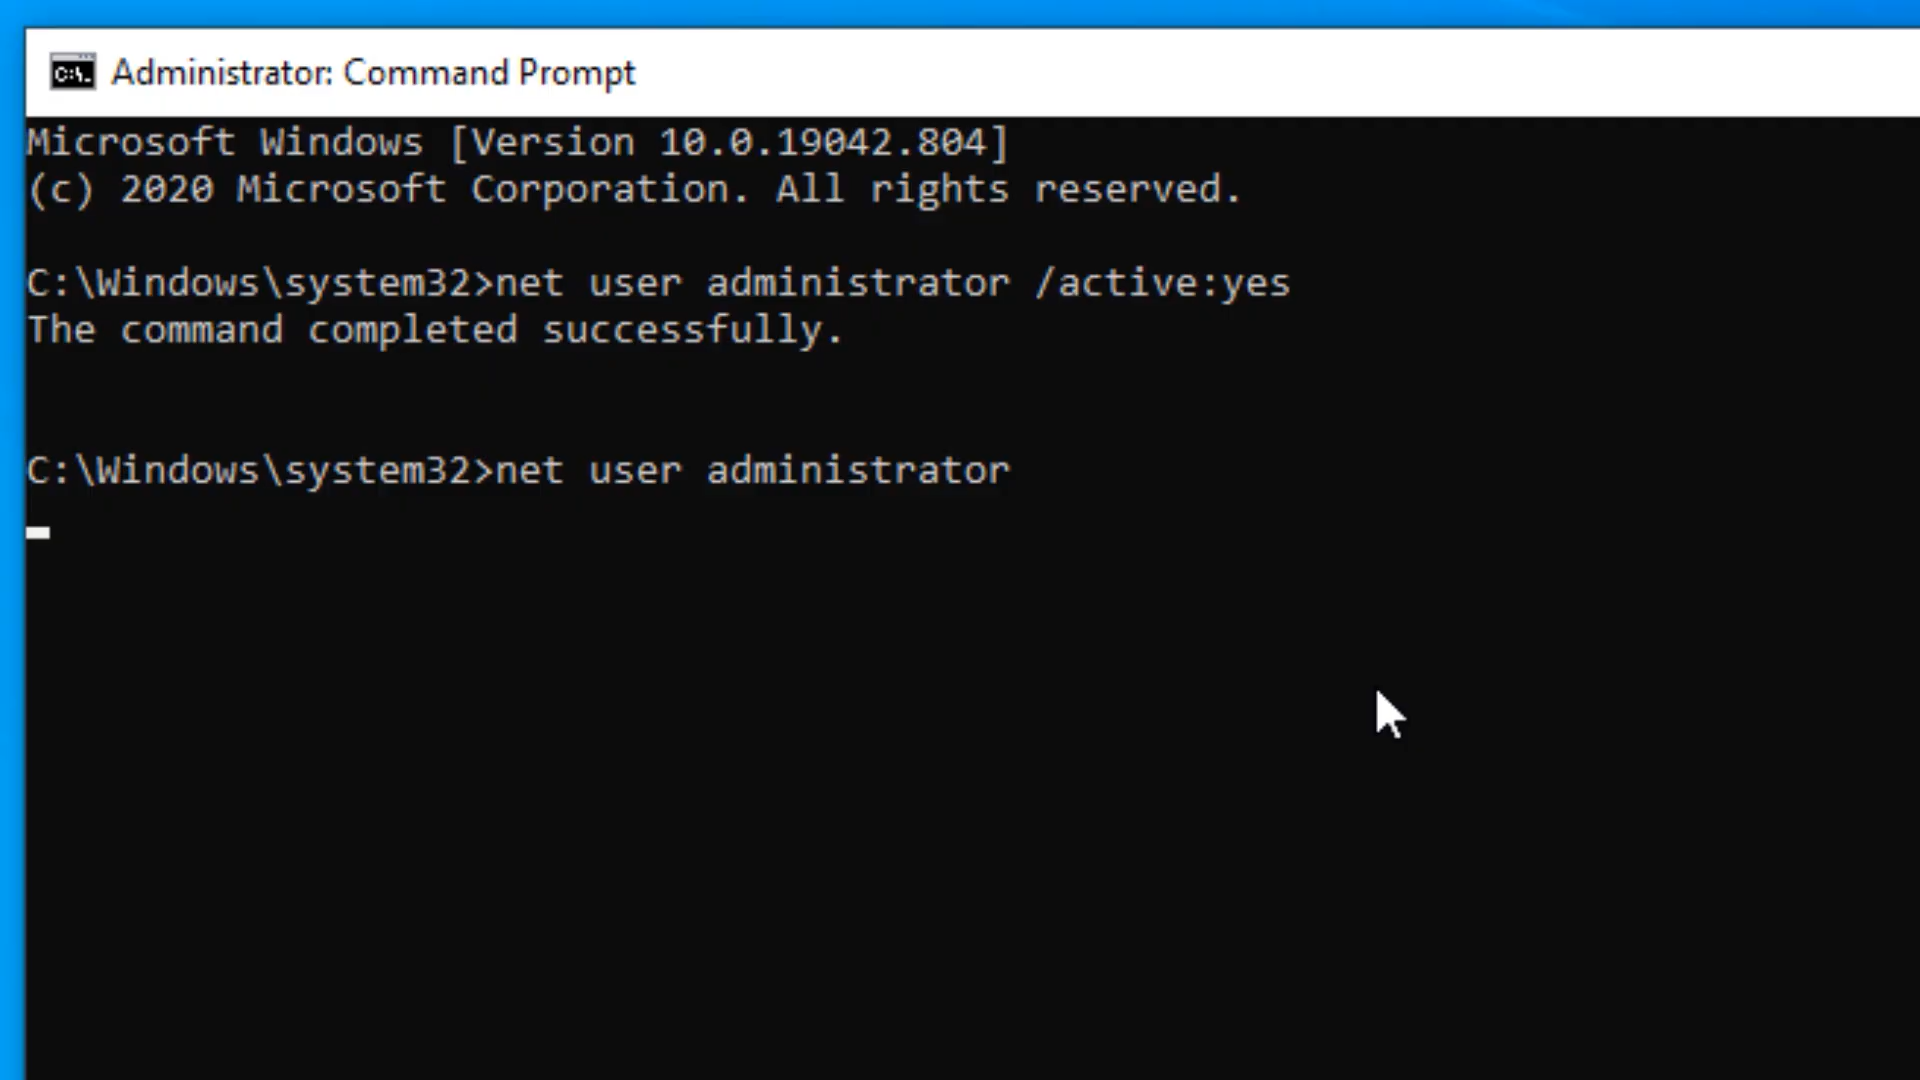 Administrator: Command Prompt
Microsoft Windows [Version 10.0.19042.804]
(c) 2020 Microsoft Corporation. All rights reserved.
C:\Windows\system32>net user administrator /active:yes
The command completed successfully.
C:\Windows\system32>net user administrator